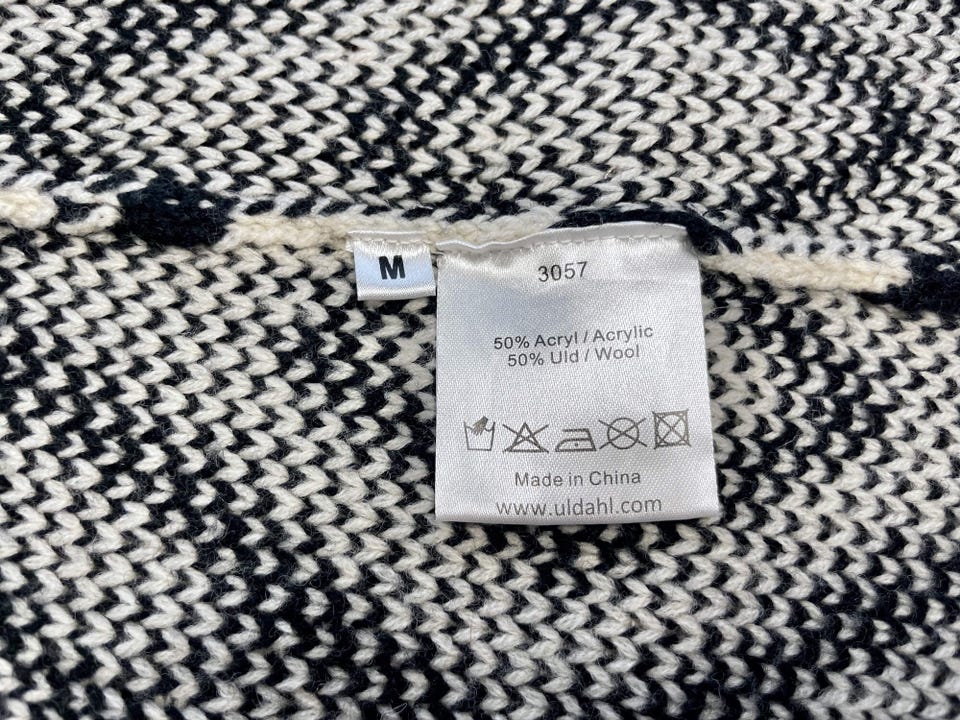 M
3057
50% Acryl / Acrylic
50% Uld / Wool
Made in China
www.uldahl.com